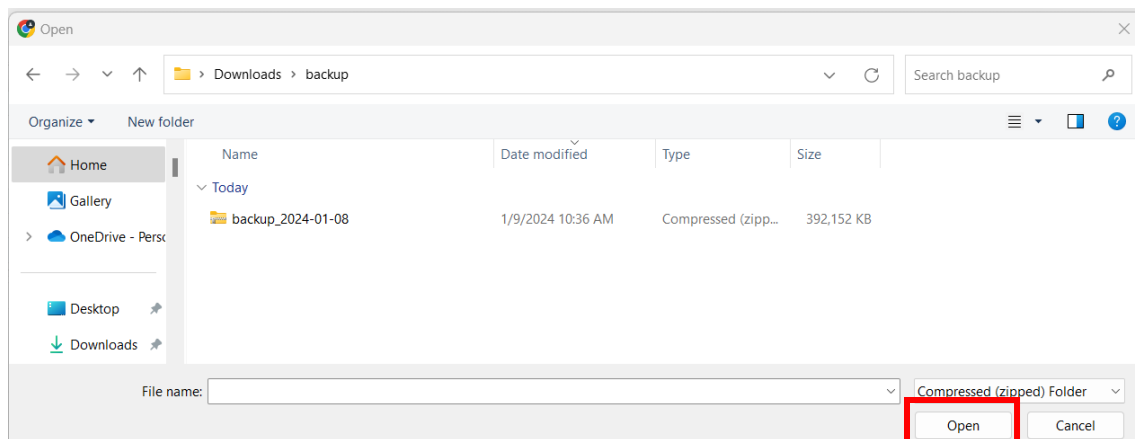 Open
Downloads > backup
Search backup
Organize
New folder
?
Home
Gallery
OneDrive - Persc
Desktop
Downloads
Name
Date modified
Type
Size
Today
backup_2024-01-08
1/9/2024 10:36 AM
Compressed (zipp...
392,152 KB
File name:
Compressed (zipped) Folder
Open
Cancel